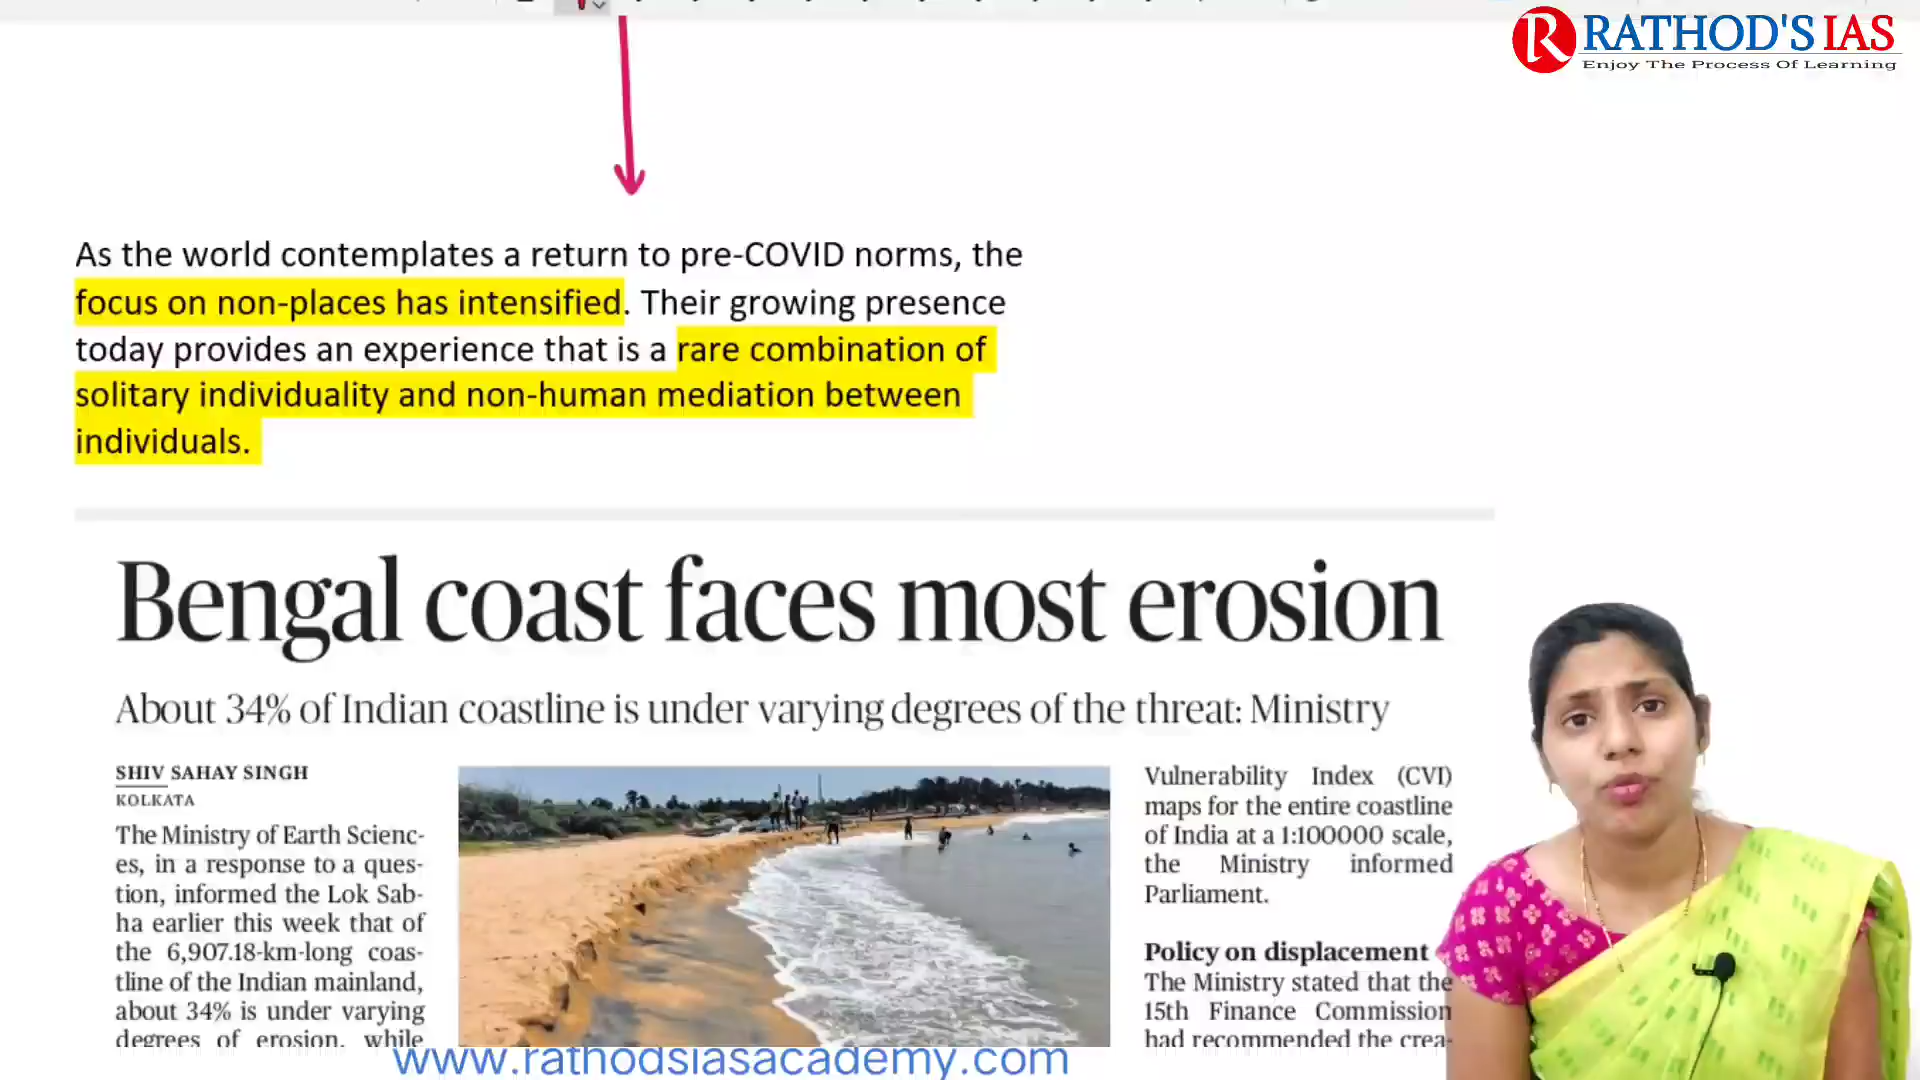 RATHOD'S IAS
Enjoy The Process Of Learning
As the world contemplates a return to pre-COVID norms, the
focus on non-places has intensified. Their growing presence
today provides an experience that is a rare combination of
solitary individuality and non-human mediation between
individuals.
Bengal coast faces most erosion
About 34% of Indian coastline is under varying degrees of the threat: Ministry
SHIV SAHAY SINGH
KOLKATA
The Ministry of Earth Scienc-
es, in a response to a ques-
tion, informed the Lok Sab-
ha earlier this week that of
the 6,907.18-km-long coas-
tline of the Indian mainland,
about 34% is under varying
degrees of erosion, while
Vulnerability Index (CVI)
maps for the entire coastline
of India at a 1:100000 scale,
the Ministry informed
Parliament.
Policy on displacement
The Ministry stated that the
15th Finance Commission
had recommended the crea-
www.rathodsiasacademy.com